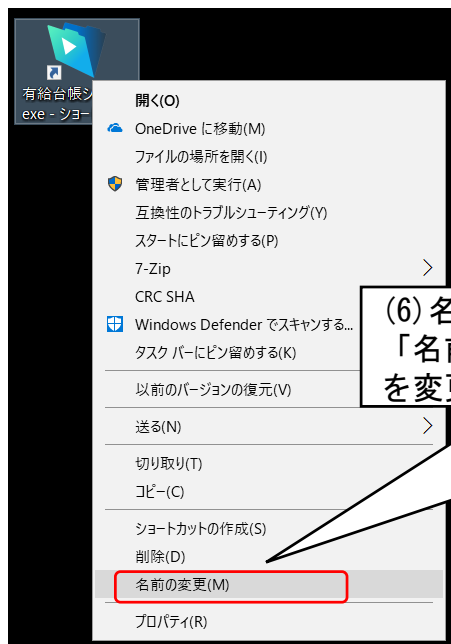 有給台帳シ
exe - ショー
開く(O)
OneDrive に移動(M)
ファイルの場所を開く(I)
管理者として実行(A)
互換性のトラブルシューティング(Y)
スタートにピン留めする(P)
7-Zip
CRC SHA
Windows Defender でスキャンする...
タスク バーにピン留めする(K)
以前のバージョンの復元(V)
送る(N)
切り取り(T)
コピー(C)
ショートカットの作成(S)
削除(D)
名前の変更(M)
プロパティ(R)
(6)名
「名前
を変更